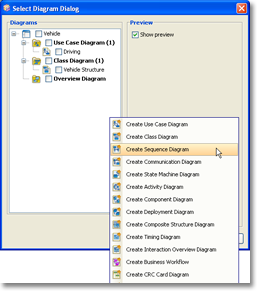 Select Diagram Dialog
Diagrams
Vehicle
Use Case Diagram (1)
Driving
Class Diagram (1)
Vehicle Structure
Overview Diagram
Preview
Show preview
Create Use Case Diagram
Create Class Diagram
Create Sequence Diagram
Create Communication Diagram
Create State Machine Diagram
Create Activity Diagram
Create Component Diagram
Create Deployment Diagram
Create Composite Structure Diagram
Create Timing Diagram
Create Interaction Overview Diagram
Create Business Workflow
Create CRC Card Diagram